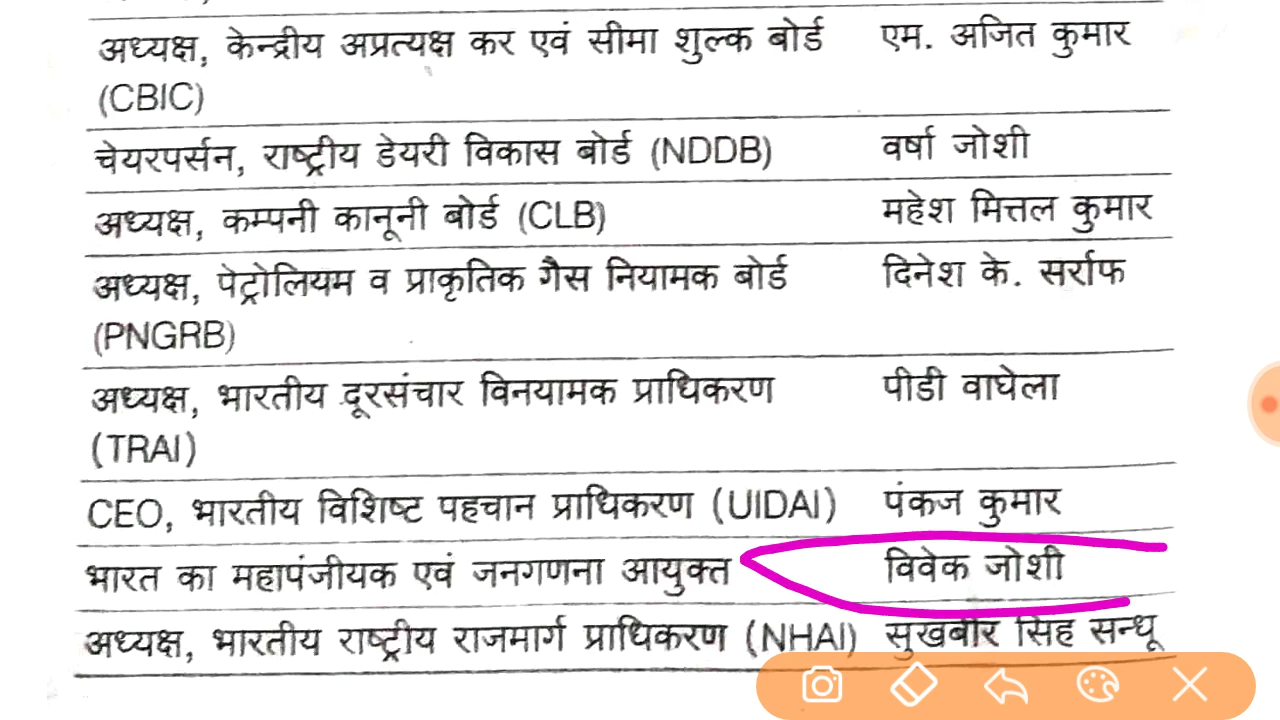 अध्यक्ष, केन्द्रीय अप्रत्यक्ष कर एवं सीमा शुल्क बोर्ड एम. अजित कुमार
(CBIC)
चेयरपर्सन, राष्ट्रीय डेयरी विकास बोर्ड (NDDB) वर्षा जोशी
अध्यक्ष, कम्पनी कानूनी बोर्ड (CLB) महेश मित्तल कुमार
अध्यक्ष, पेट्रोलियम व प्राकृतिक गैस नियामक बोर्ड दिनेश के. सर्राफ
(PNGRB)
अध्यक्ष, भारतीय दूरसंचार विनयामक प्राधिकरण पीडी वाघेला
(TRAI)
CEO, भारतीय विशिष्ट पहचान प्राधिकरण (UIDAI) पंकज कुमार
भारत का महापंजीयक एवं जनगणना आयुक्त विवेक जोशी
अध्यक्ष, भारतीय राष्ट्रीय राजमार्ग प्राधिकरण (NHAI) सुखबीर सिंह सन्धू